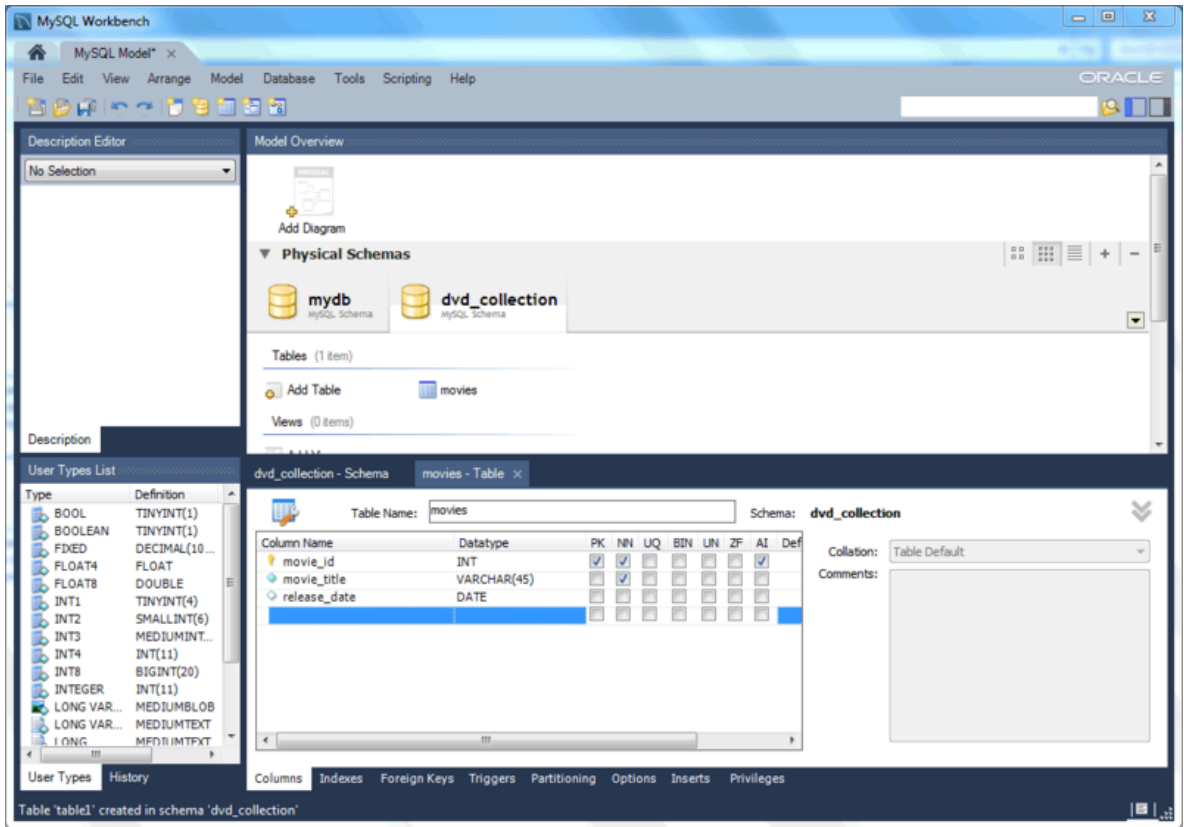 MySQL Workbench
MySQL Model* ×
File Edit View Arrange Model Database Tools Scripting Help
ORACLE
Description Editor
No Selection
Description
Model Overview
PHYSICAL
Add Diagram
Physical Schemas
mydb
MySQL Schema
dvd_collection
MySQL Schema
Tables (1 item)
Add Table
movies
Views (0 items)
User Types List
Type Definition
BOOL TINYINT(1)
BOOLEAN TINYINT(1)
FIXED DECIMAL(10...
FLOAT4 FLOAT
FLOAT8 DOUBLE
INT1 TINYINT(4)
INT2 SMALLINT(6)
INT3 MEDIUMINT...
INT4 INT(11)
INT8 BIGINT(20)
INTEGER INT(11)
LONG VAR... MEDIUMBLOB
LONG VAR... MEDIUMTEXT
LONG MEDIUMTEXT
User Types History
dvd_collection - Schema movies - Table ×
Table Name: movies Schema: dvd_collection
Column Name Datatype PK NN UQ BIN UN ZF AI Def
movie_id INT
movie_title VARCHAR(45)
release_date DATE
Collation: Table Default
Comments:
Columns Indexes Foreign Keys Triggers Partitioning Options Inserts Privileges
Table 'table1' created in schema 'dvd_collection'